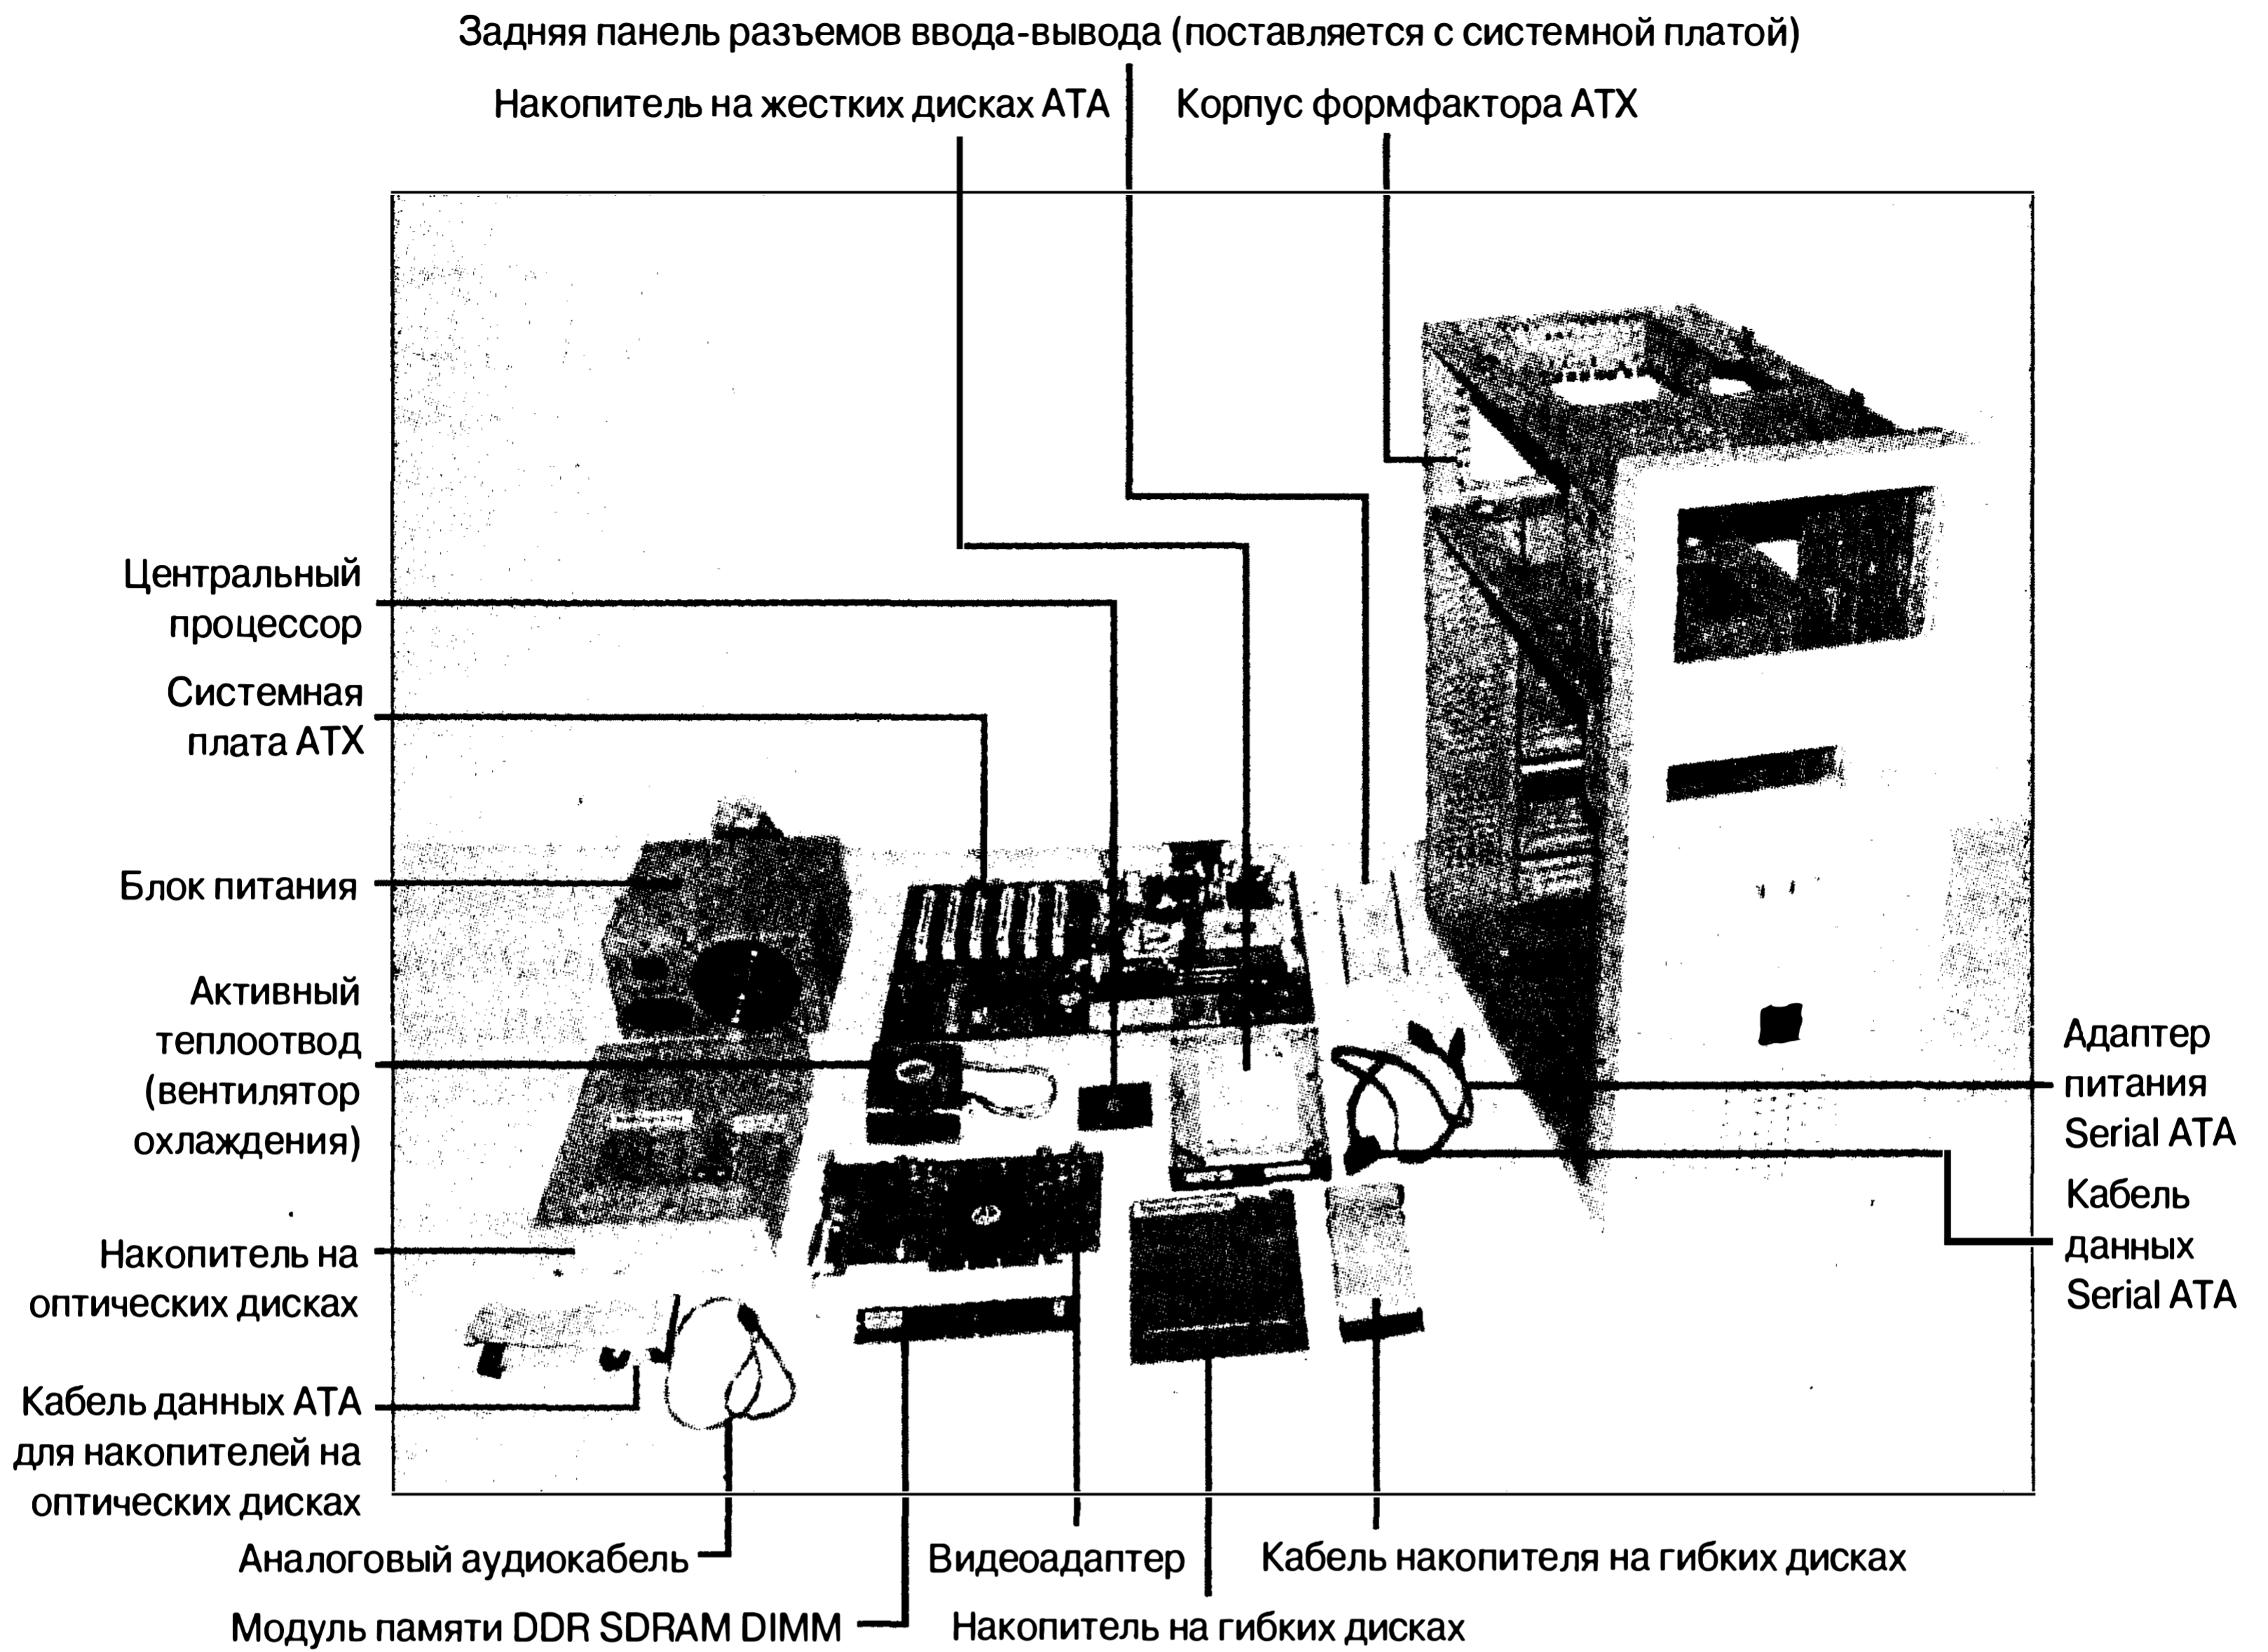 Задняя панель разъемов ввода-вывода (поставляется с системной платой)
Накопитель на жестких дисках ATA
Корпус формфактора ATX
Центральный
процессор
Системная
плата ATX
Блок питания
Активный
теплоотвод
(вентилятор
охлаждения)
Накопитель на
оптических дисках
Кабель данных ATA
для накопителей на
оптических дисках
Адаптер
питания
Serial ATA
Кабель
данных
Serial ATA
Аналоговый аудиокабель
Видеоадаптер
Кабель накопителя на гибких дисках
Модуль памяти DDR SDRAM DIMM
Накопитель на гибких дисках